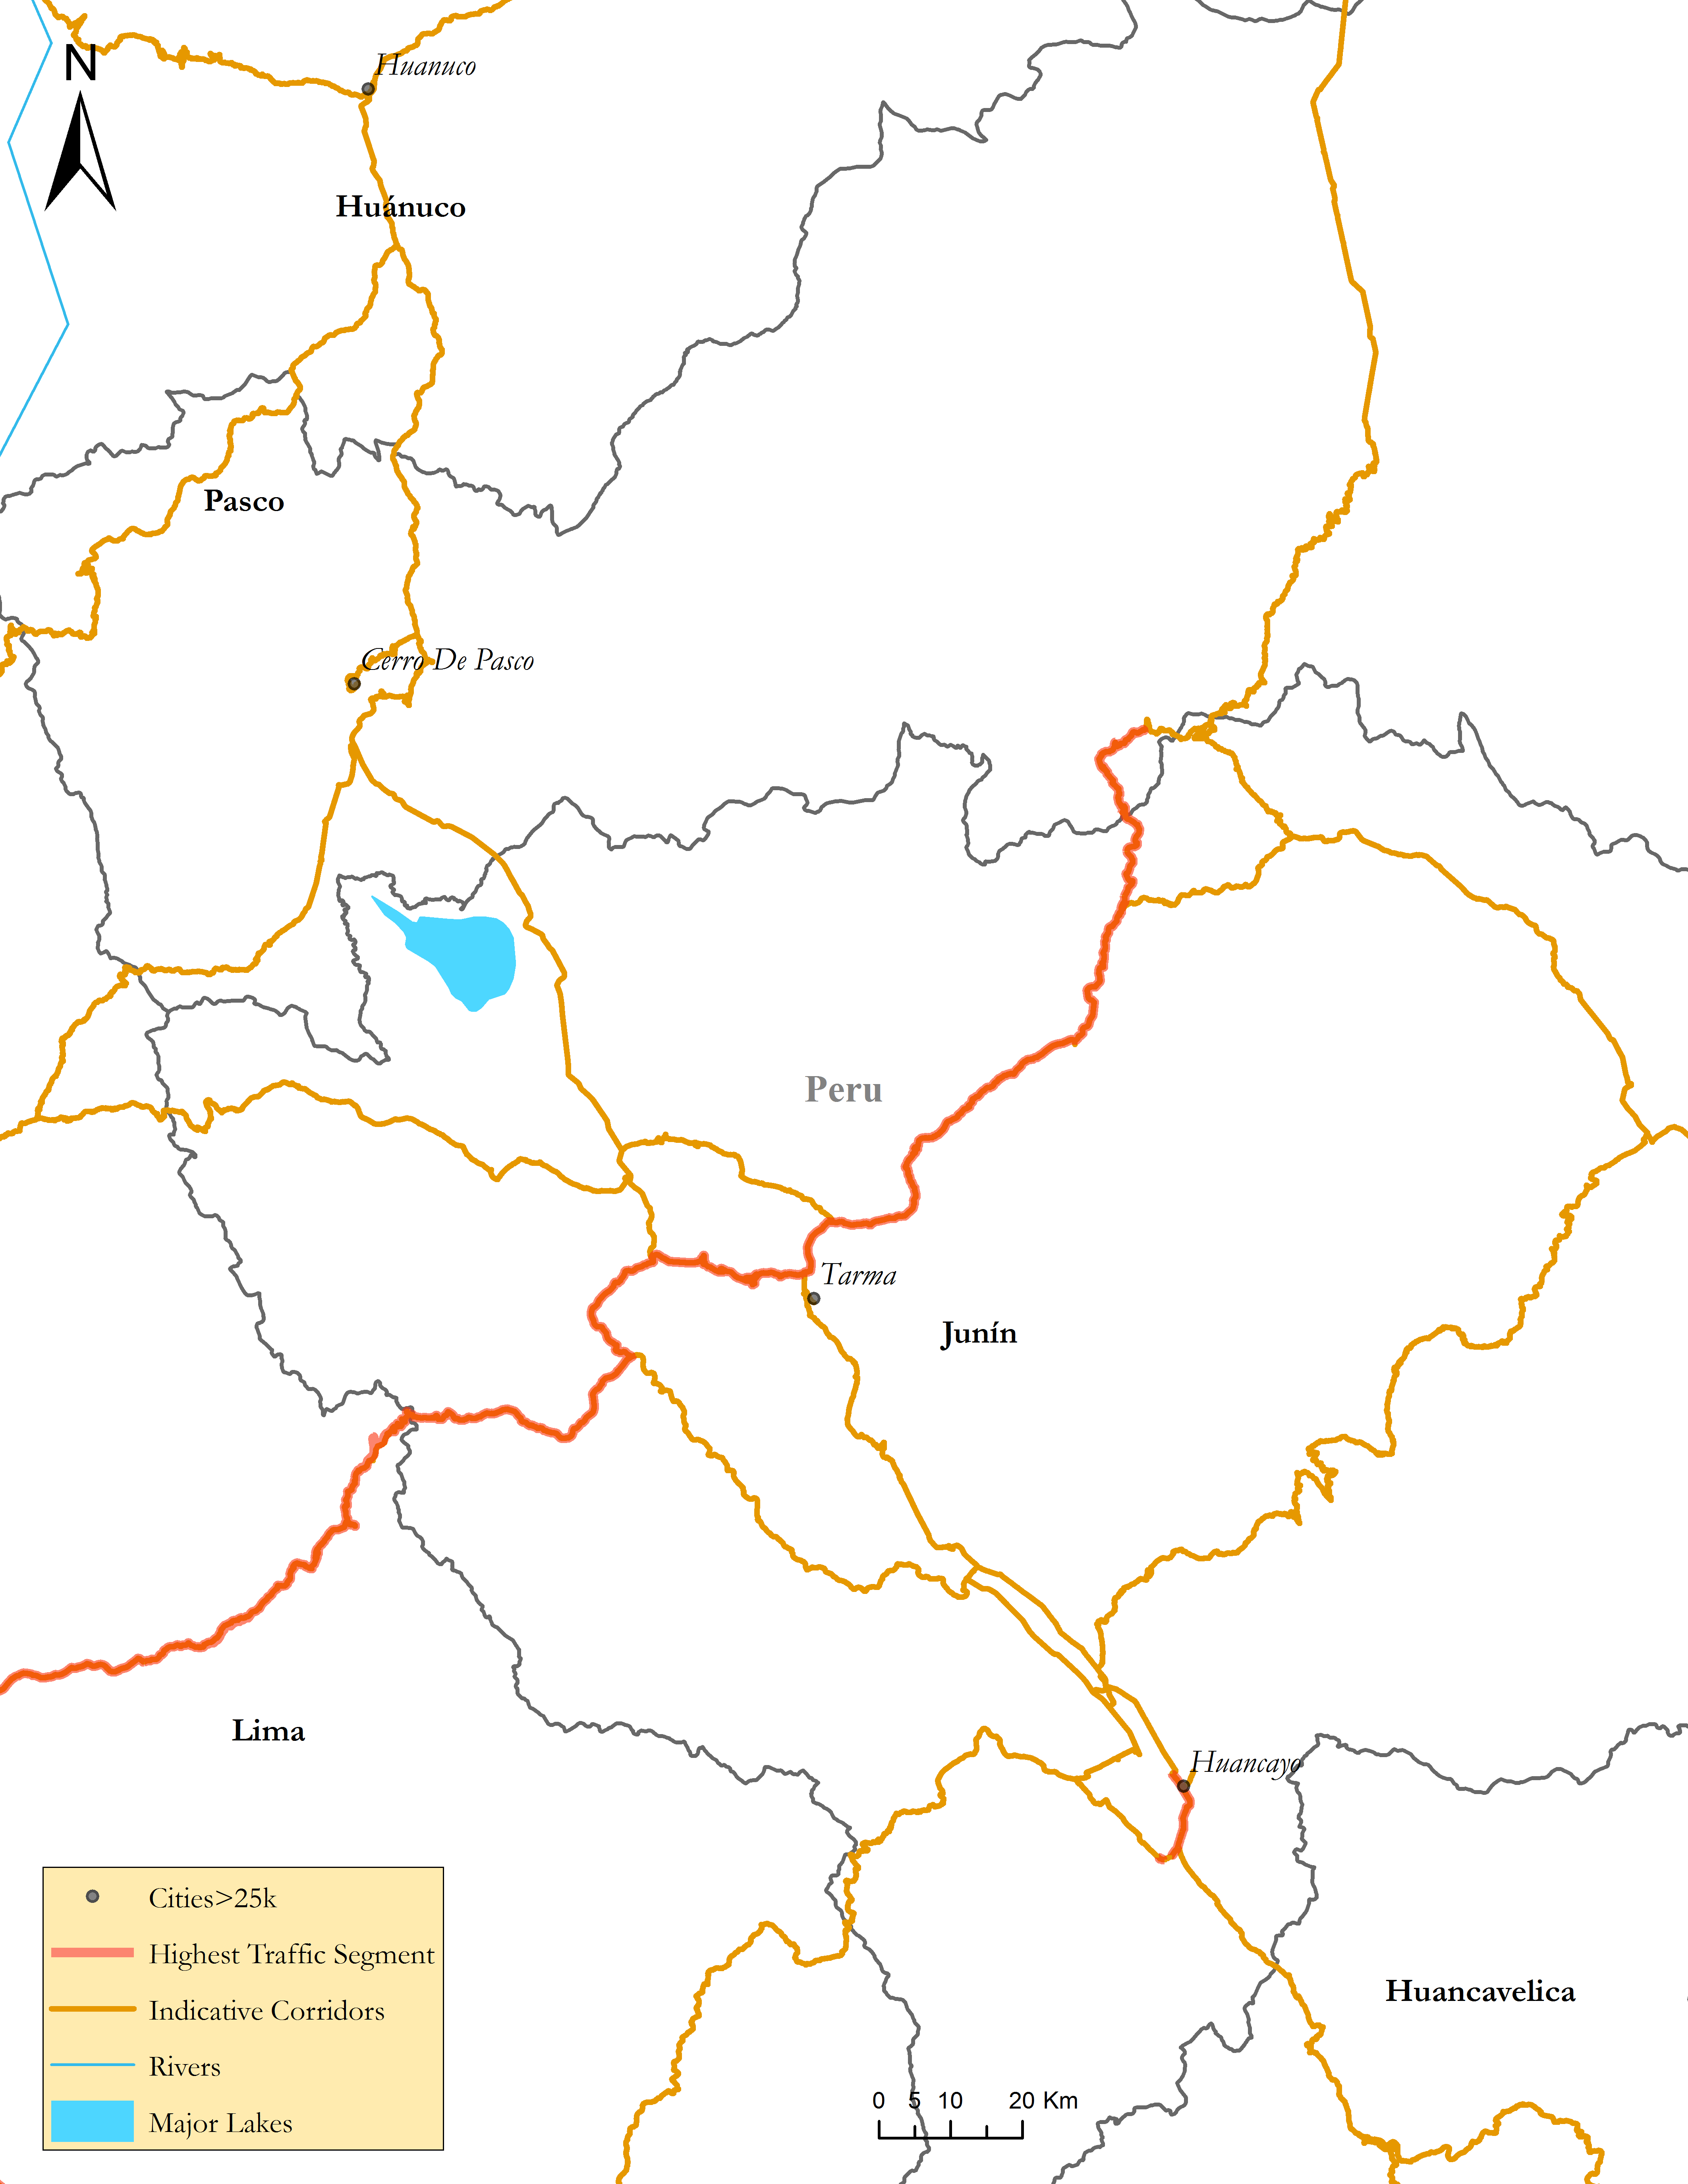 N
Huanuco
Huánuco
Pasco
Cerro De Pasco
Peru
Tarma
Junín
Lima
Huancayo
Huancavelica
Cities>25k
Highest Traffic Segment
Indicative Corridors
Rivers
Major Lakes
0 5 10 20 Km